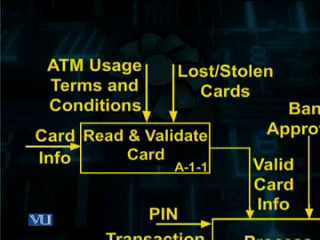 ATM Usage
Terms and
Conditions
Lost/Stolen
Cards
Card
Info
Read & Validate
Card
A-1-1
Valid
Card
Info
PIN
VU